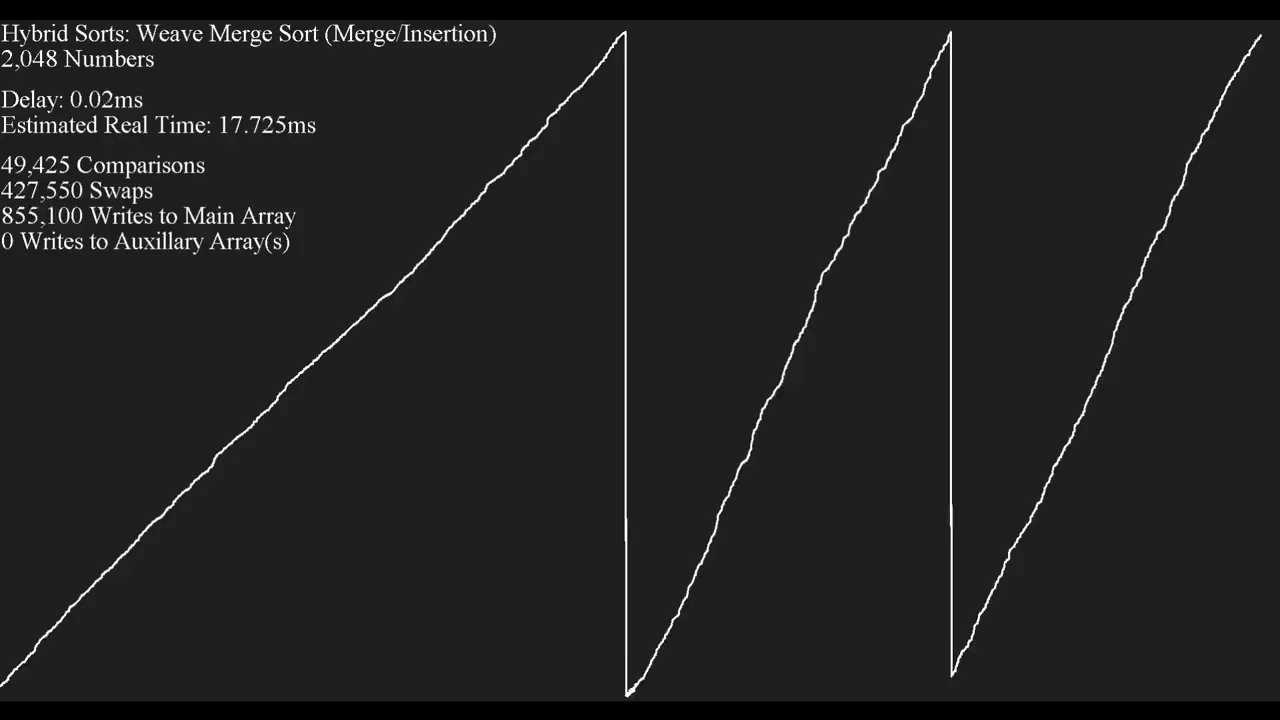 Hybrid Sorts: Weave Merge Sort (Merge/Insertion)
2,048 Numbers
Delay: 0.02ms
Estimated Real Time: 17.725ms
49,425 Comparisons
427,550 Swaps
855,100 Writes to Main Array
0 Writes to Auxillary Array(s)